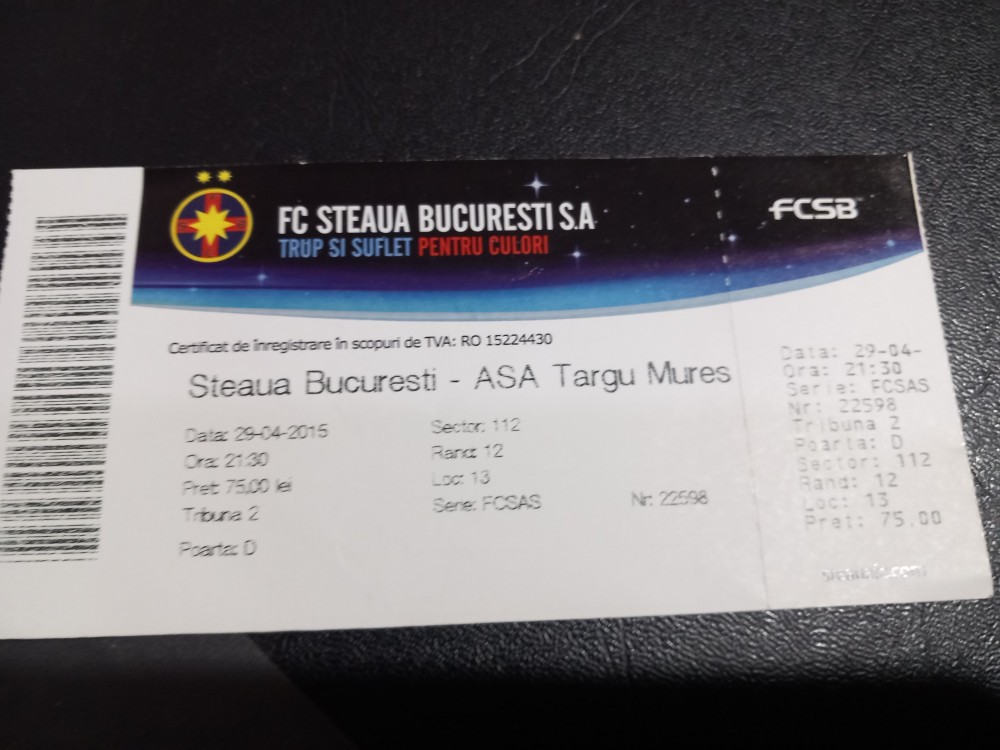 FC STEAUA BUCURESTI S.A
TRUP SI SUFLET PENTRU CULORI
FCSB
Certificat de înregistrare în scopuri de TVA: RO 15224430
Steaua Bucuresti - ASA Targu Mures
Data: 29-04-2015
Ora: 21:30
Pret: 75,00 lei
Tribuna 2
Poarta: D
Sector: 112
Rand: 12
Loc: 13
Serie: FCSAS Nr: 22598
Data: 29-04-
Ora: 21:30
Serie: FCSAS
Nr: 22598
Tribuna 2
Poarta: D
Sector: 112
Rand: 12
Loc: 13
Pret: 75.00